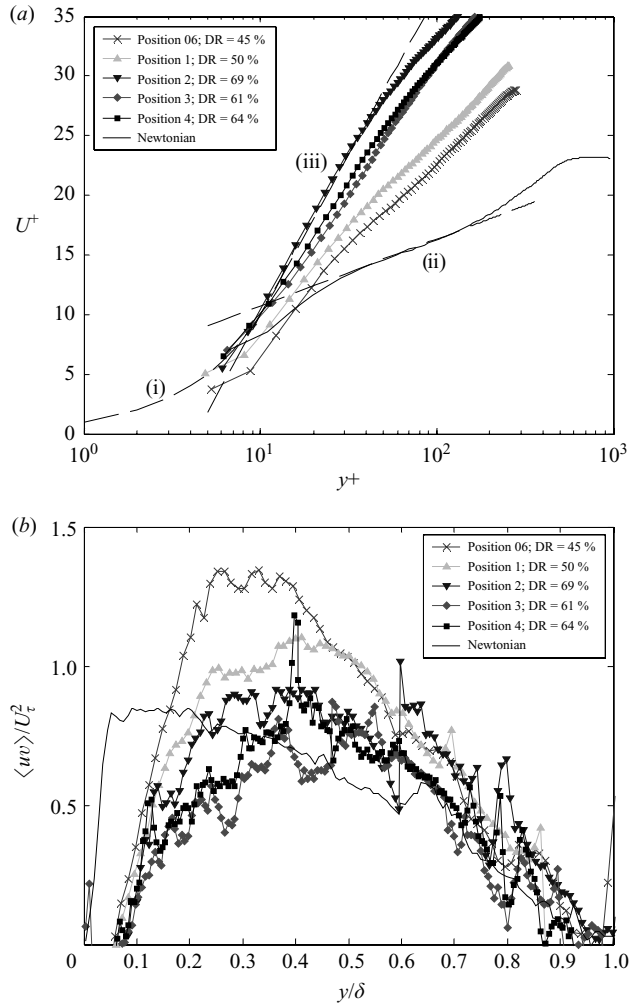 (a)
35
30
25
20
15
10
5
0
U+
Position 06; DR = 45 %
Position 1; DR = 50 %
Position 2; DR = 69 %
Position 3; DR = 61 %
Position 4; DR = 64 %
Newtonian
(iii)
(ii)
(i)
10^0
10^1
10^2
10^3
y+
(b)
1.5
1.0
0.5
0
⟨uv⟩/U_τ^2
Position 06; DR = 45 %
Position 1; DR = 50 %
Position 2; DR = 69 %
Position 3; DR = 61 %
Position 4; DR = 64 %
Newtonian
0.1 0.2 0.3 0.4 0.5 0.6 0.7 0.8 0.9 1.0
y/δ